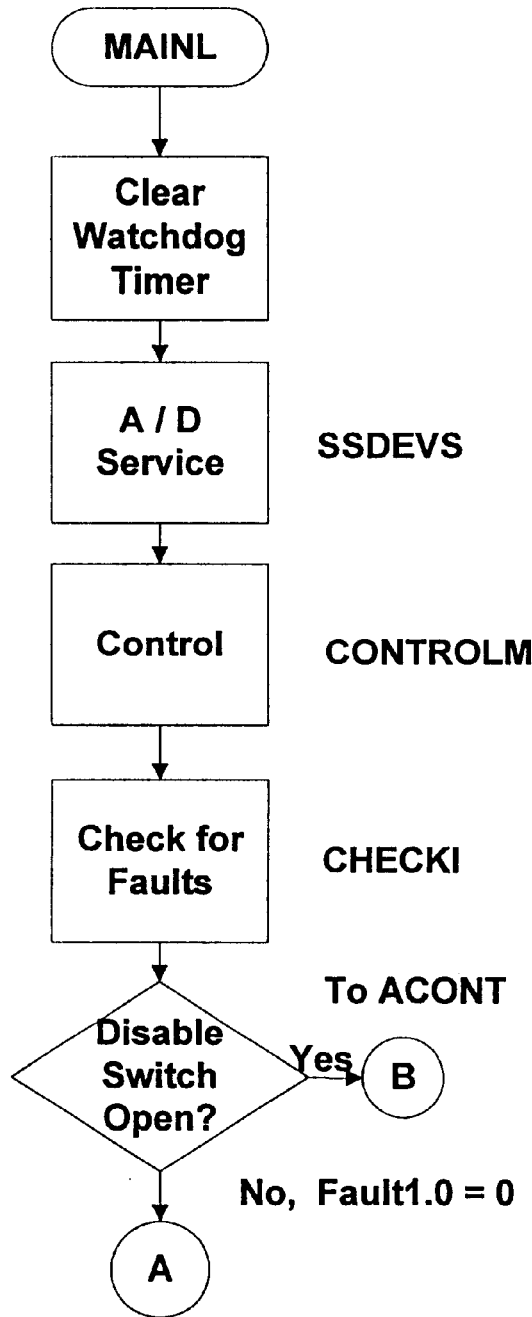 MAINL
Clear
Watchdog
Timer
A / D
Service
SSDEVS
Control
CONTROLM
Check for
Faults
CHECKI
To ACONT
Disable
Switch
Open?
Yes
B
No, Fault1.0 = 0
A